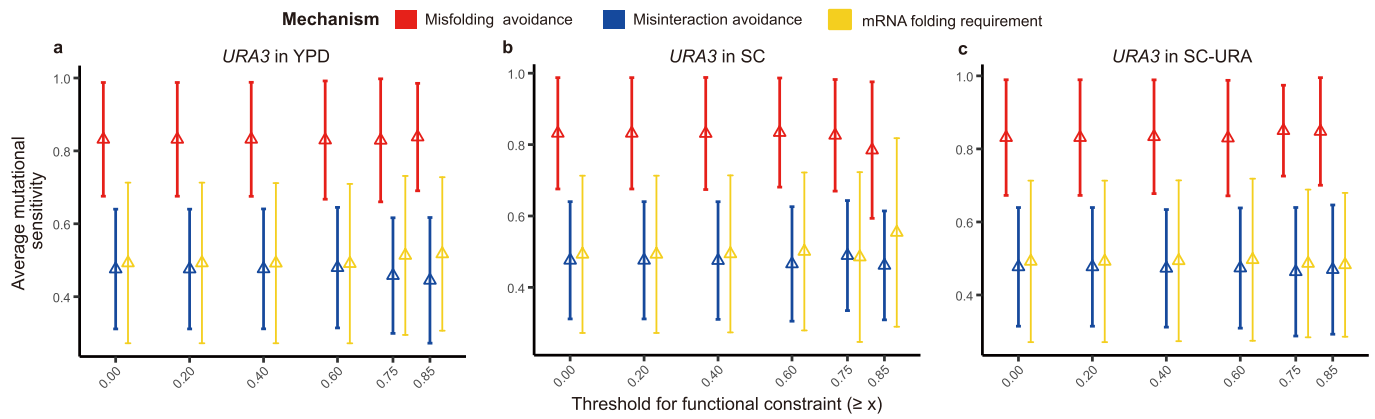 Mechanism Misfolding avoidance Misinteraction avoidance mRNA folding requirement
a URA3 in YPD
b URA3 in SC
c URA3 in SC-URA
Average mutational
sensitivity
1.0
0.8
0.6
0.4
0.00 0.20 0.40 0.60 0.75 0.85
1.0
0.8
0.6
0.4
0.00 0.20 0.40 0.60 0.75 0.85
1.0
0.8
0.6
0.4
0.00 0.20 0.40 0.60 0.75 0.85
Threshold for functional constraint (≥ x)